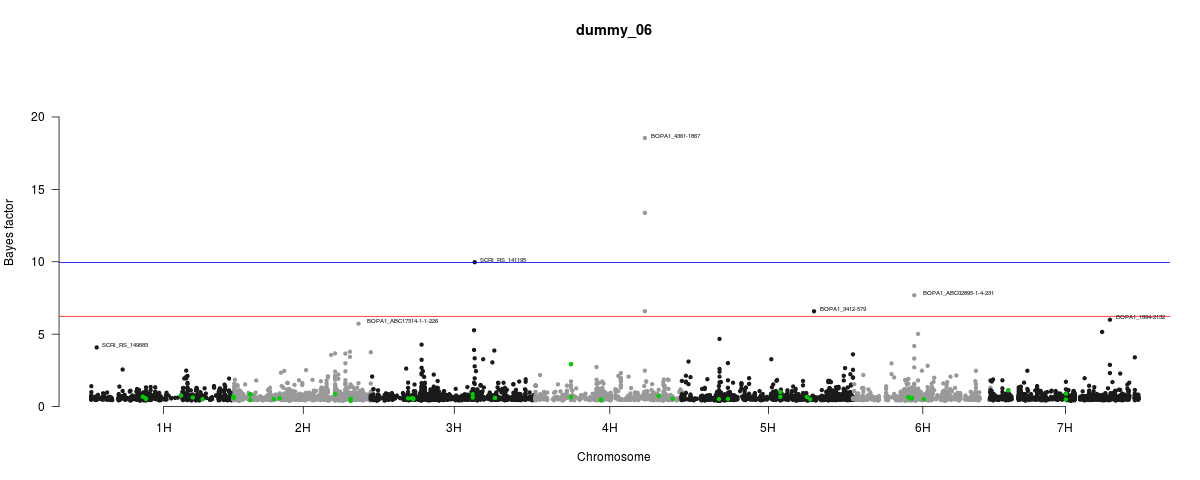 dummy_06
20
BOPA1_4361-1867
15
Bayes factor
10
SCRI_RS_141195
BOPA1_ABC02895-1-4-231
BOPA1_3412-579
BOPA1_ABC17314-1-1-226
BOPA1_1894-2132
5
SCRI_RS_149683
0
1H 2H 3H 4H 5H 6H 7H
Chromosome